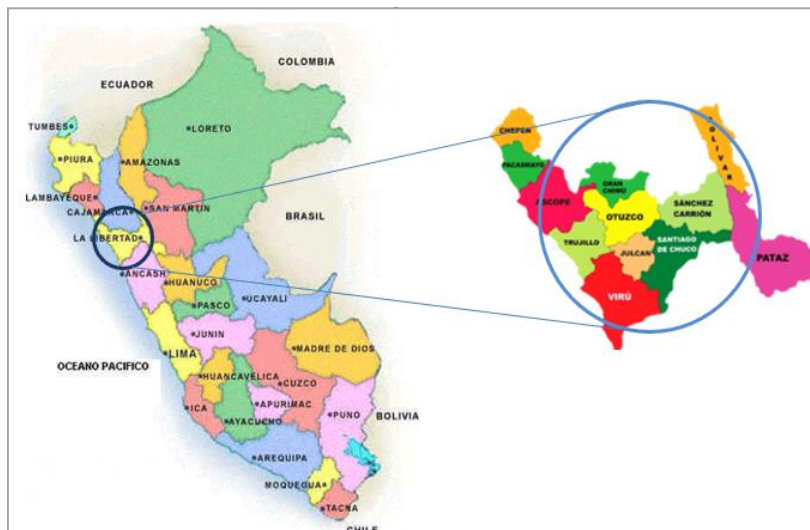 COLOMBIA
ECUADOR
TUMBES
LORETO
PIURA
AMAZONAS
LAMBAYEQUE
CAJAMARCA
SAN MARTIN
BRASIL
LA LIBERTAD
ANCASH
HUANUCO
PASCO
UCAYALI
JUNIN
LIMA
MADRE DE DIOS
OCEANO PACIFICO
HUANCAVELICA
CUZCO
ICA
APURIMAC
PUNO
BOLIVIA
AYACUCHO
AREQUIPA
MOQUEGUA
TACNA
CHILE
CHEPEN
BOLIVAR
PACASMAYO
GRAN
CHIMÚ
ASCOPE
OTUZCO
SÁNCHEZ
CARRIÓN
TRUJILLO
JULCAN
SANTIAGO
DE CHUCO
PATAZ
VIRÚ